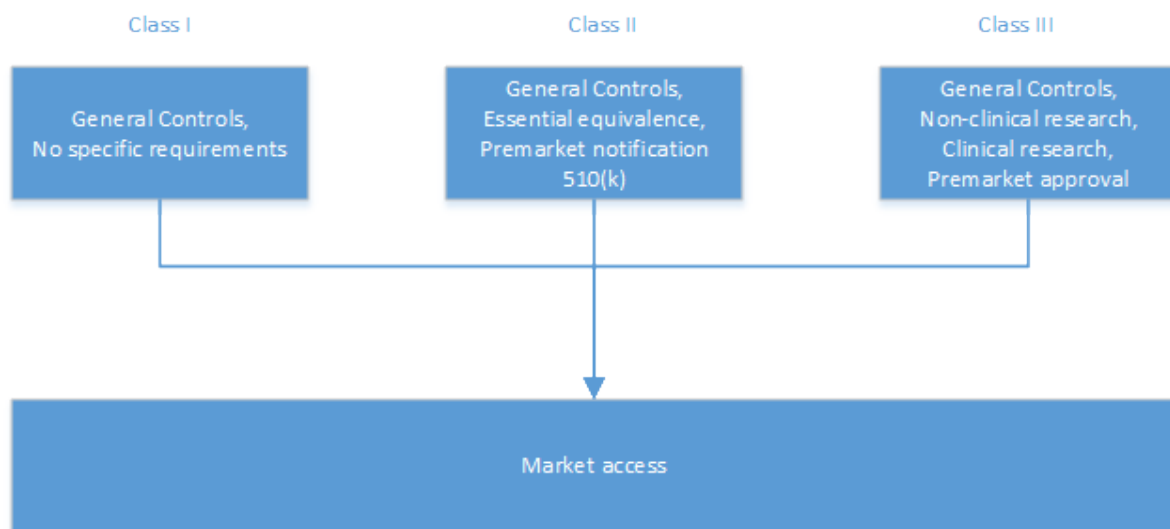 Class I
Class II
Class III
General Controls,
No specific requirements
General Controls,
Essential equivalence,
Premarket notification
510(k)
General Controls,
Non-clinical research,
Clinical research,
Premarket approval
Market access